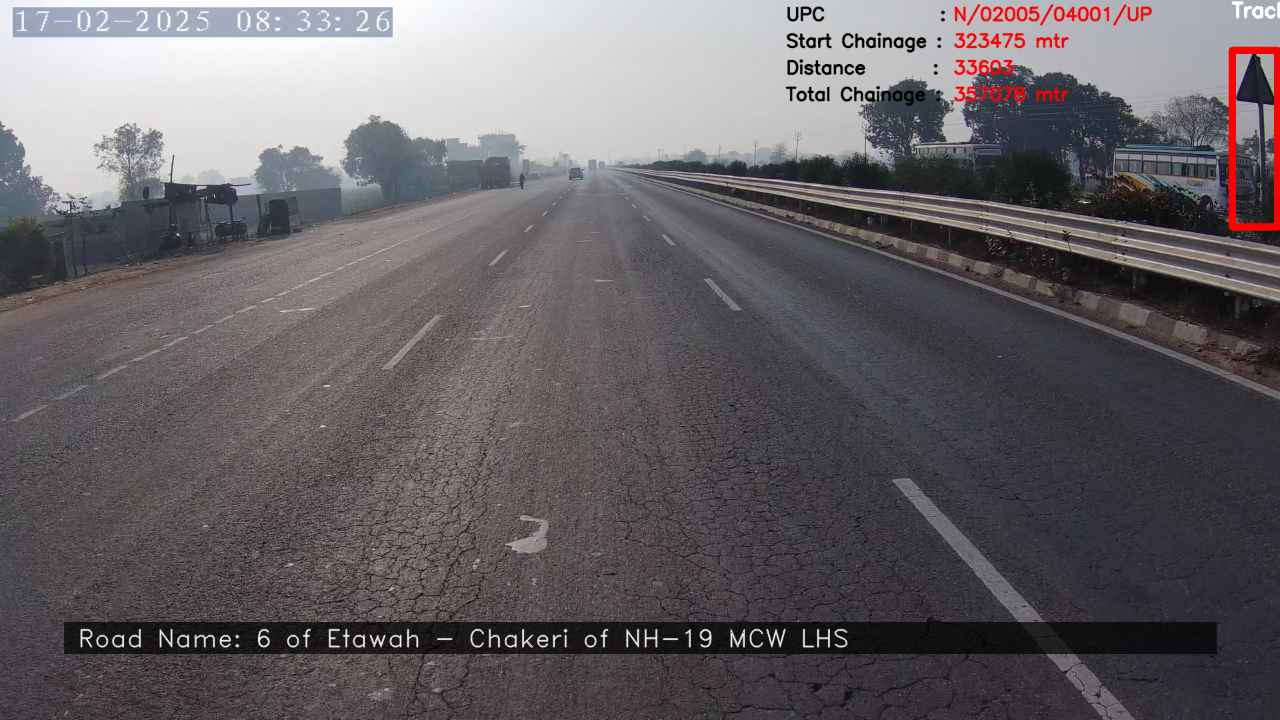 17-02-2025 08:33:26
UPC : N/02005/04001/UP
Start Chainage : 323475 mtr
Distance : 33603
Total Chainage : 357078 mtr
Trac
Road Name: 6 of Etawah - Chakeri of NH-19 MCW LHS